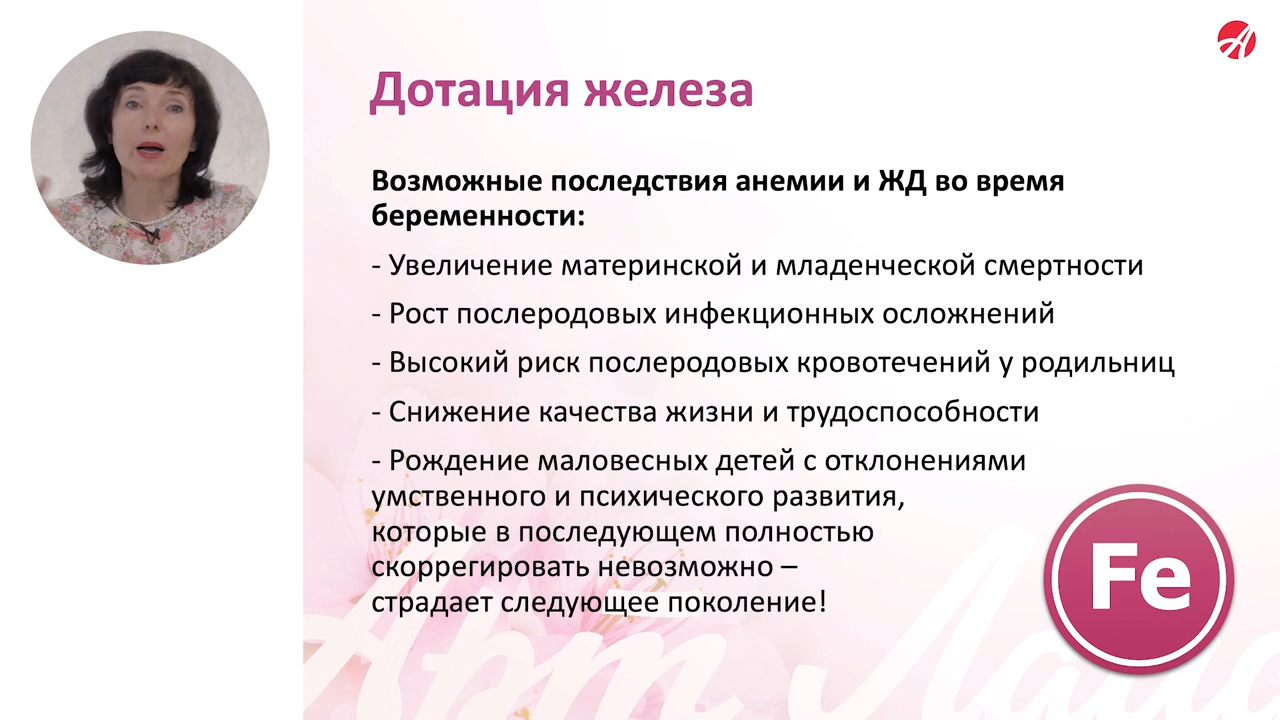 Дотация железа
Возможные последствия анемии и ЖД во время
беременности:
- Увеличение материнской и младенческой смертности
- Рост послеродовых инфекционных осложнений
- Высокий риск послеродовых кровотечений у родильниц
- Снижение качества жизни и трудоспособности
- Рождение маловесных детей с отклонениями
умственного и психического развития,
которые в последующем полностью
скоррегировать невозможно –
страдает следующее поколение!
Fe
Арт